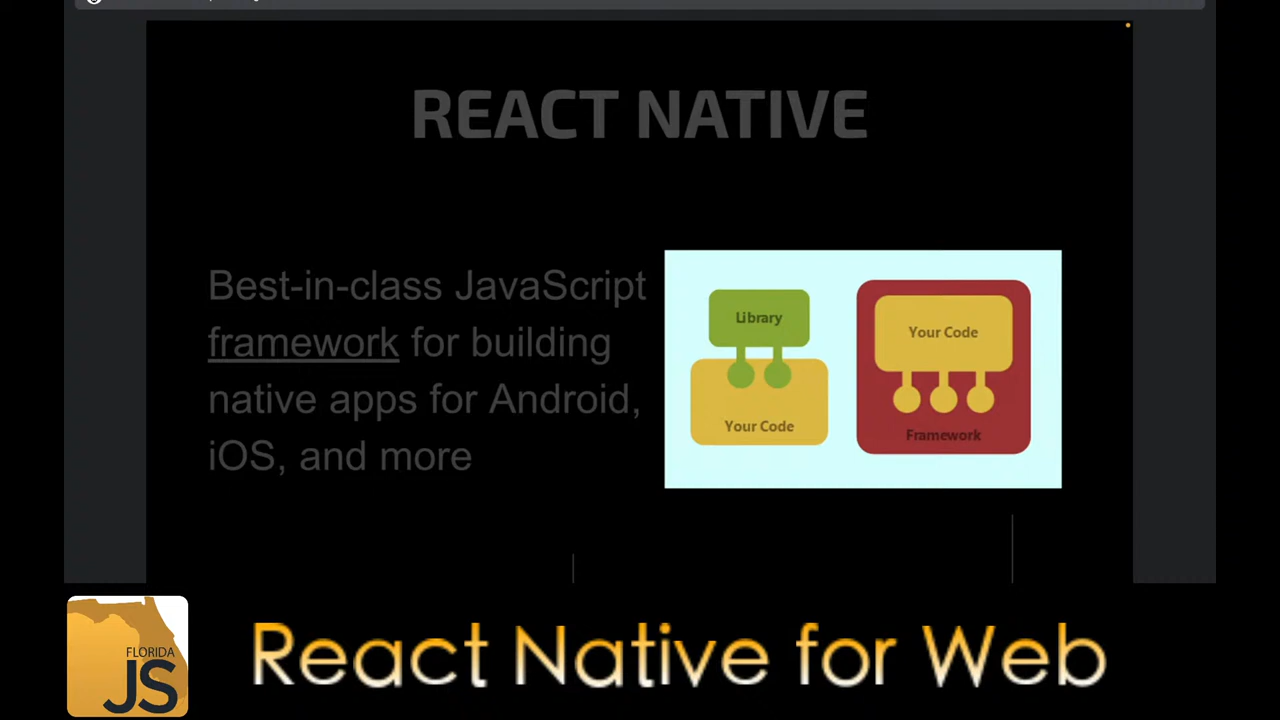 REACT NATIVE
Best-in-class JavaScript
framework for building
native apps for Android,
iOS, and more
Library
Your Code
Your Code
Framework
FLORIDA
JS
React Native for Web